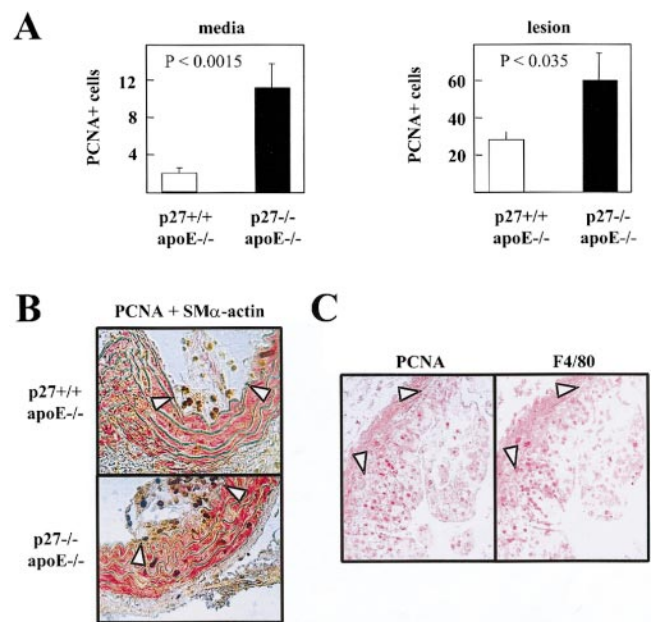 A
media
PCNA+ cells
12
8
4
P < 0.0015
p27+/+
apoE-/-
p27-/-
apoE-/-
lesion
PCNA+ cells
60
40
20
P < 0.035
p27+/+
apoE-/-
p27-/-
apoE-/-
B
PCNA + SMα-actin
p27+/+
apoE-/-
p27-/-
apoE-/-
C
PCNA
F4/80